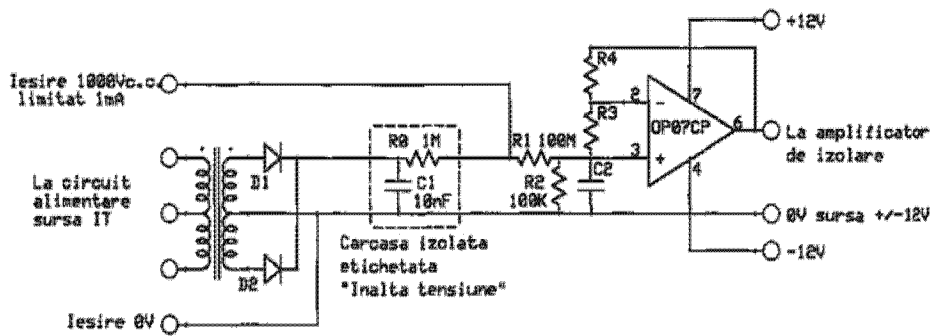 +12V
R4
Iesire 1000Vc.c.
limitat 1mA
2
7
R3
OP07CP
6
R0 1M
R1 100M
3
La amplificator
de izolare
D1
C2
4
R2
100K
C1
10nF
La circuit
alimentare
sursa IT
0V sursa +/-12V
Carcasa izolata
etichetata
"Inalta tensiune"
-12V
D2
Iesire 0V